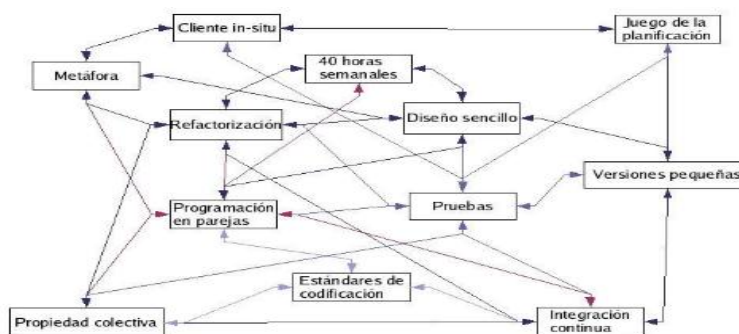 Cliente in-situ
Juego de la
planificación
40 horas
semanales
Metáfora
Refactorización
Diseño sencillo
Versiones pequeñas
Programación
en parejas
Pruebas
Estándares de
codificación
Propiedad colectiva
Integración
continua